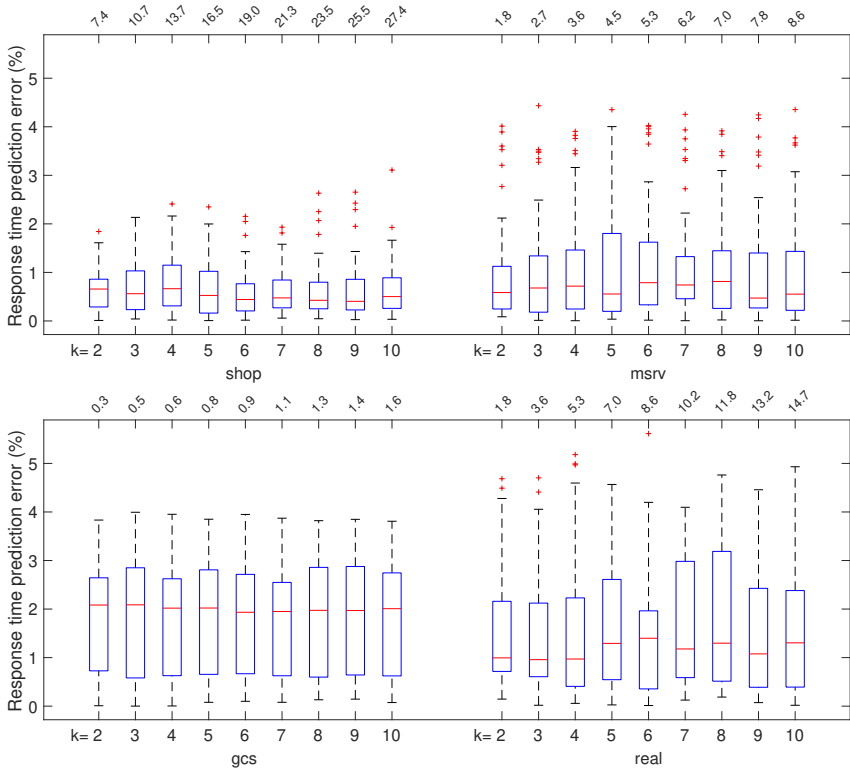 7.4 10.7 13.7 16.5 19.0 21.3 23.5 25.5 27.4 1.8 2.7 3.6 4.5 5.3 6.2 7.0 7.8 8.6
Response time prediction error (%)
5
4
3
2
1
0
k= 2 3 4 5 6 7 8 9 10 k= 2 3 4 5 6 7 8 9 10
shop msrv
0.3 0.5 0.6 0.8 0.9 1.1 1.3 1.4 1.6 1.8 3.6 5.3 7.0 8.6 10.2 11.8 13.2 14.7
Response time prediction error (%)
5
4
3
2
1
0
k= 2 3 4 5 6 7 8 9 10 k= 2 3 4 5 6 7 8 9 10
gcs real